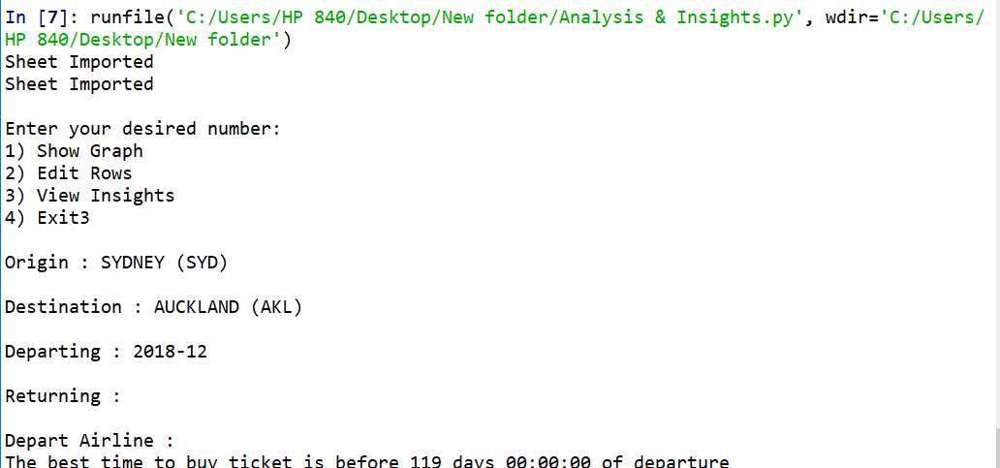 In [7]: runfile('C:/Users/HP 840/Desktop/New folder/Analysis & Insights.py', wdir='C:/Users/
HP 840/Desktop/New folder')
Sheet Imported
Sheet Imported
Enter your desired number:
1) Show Graph
2) Edit Rows
3) View Insights
4) Exit3
Origin : SYDNEY (SYD)
Destination : AUCKLAND (AKL)
Departing : 2018-12
Returning :
Depart Airline :
The best time to buy ticket is before 119 days 00:00:00 of departure